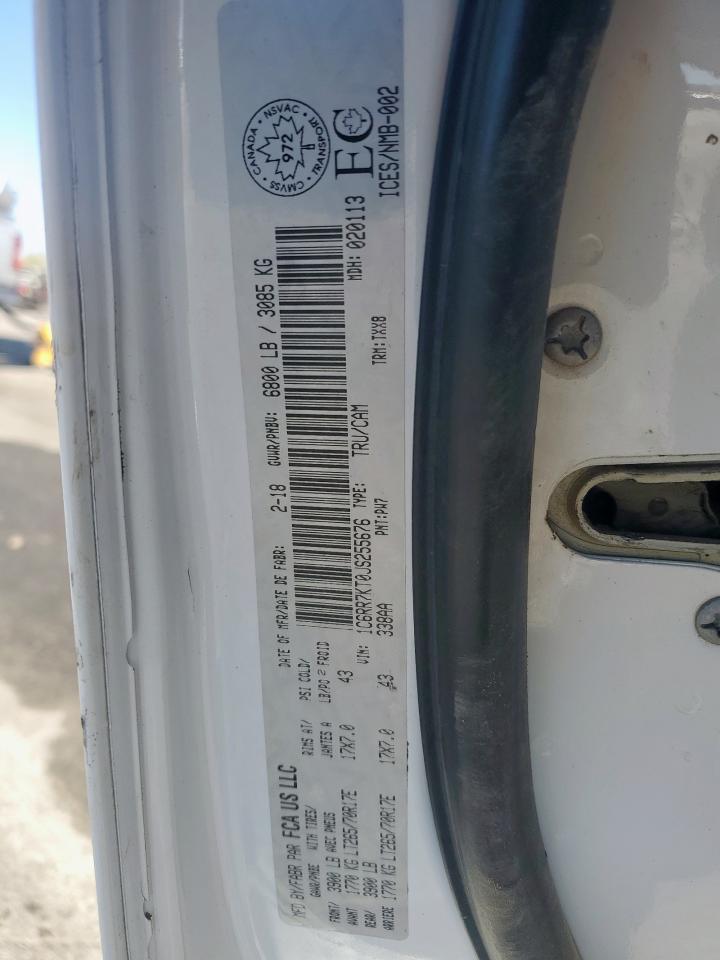 MFD BY/FABR PAR FCA US LLC
DATE OF MFR/DATE DE FABR: 2-18 GVWR/PNBV: 6800 LB / 3085 KG
GAWR/PNBE WITH TIRES/ AVEC PNEUS
RIMS AT/ JANTES A
PSI COLD/ LB/PO 2 FROID
FRONT/ AVANT 3900 LB 1770 KG LT265/70R17E 17X7.0 43
REAR/ ARRIERE 3900 LB 1770 KG LT265/70R17E 17X7.0 43
VIN: 1C6RR7KT0JS255676 TYPE: TRU/CAM
338AA PNT:PW7 TRM:TXX8
MDH: 020113
CMVSS • CANADA • NSVAC • TRANSPORT
972
EC
ICES/NMB-002